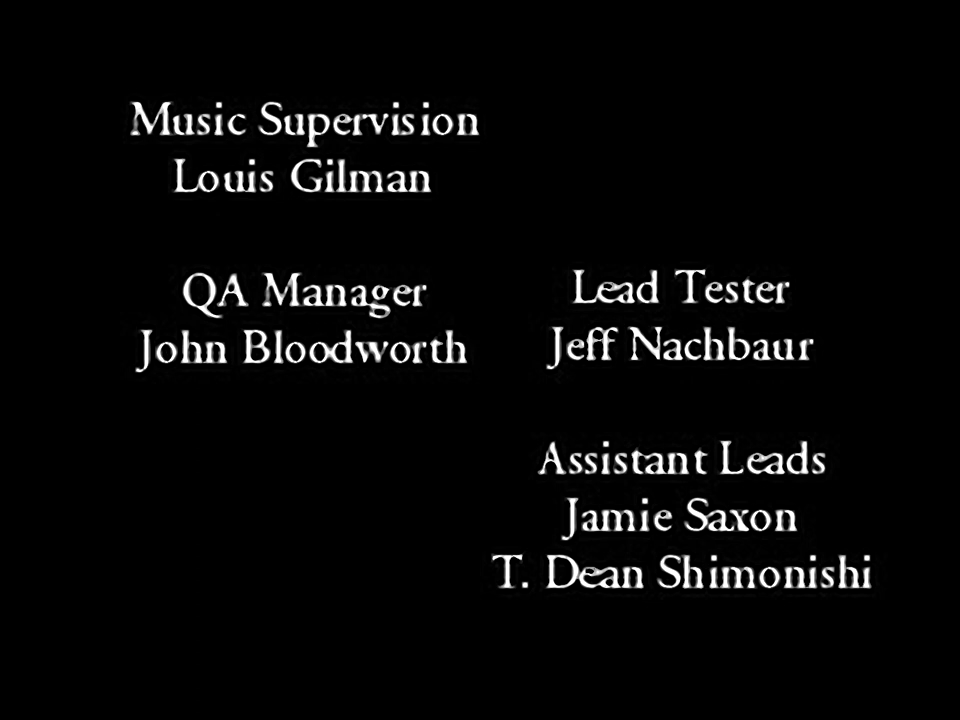 Music Supervision
Louis Gilman
QA Manager
John Bloodworth
Lead Tester
Jeff Nachbaur
Assistant Leads
Jamie Saxon
T. Dean Shimonishi